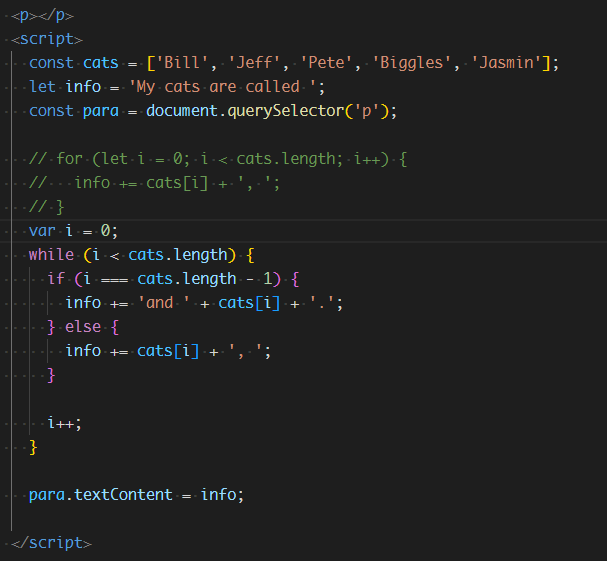 <p></p>
<script>
const cats = ['Bill', 'Jeff', 'Pete', 'Biggles', 'Jasmin'];
let info = 'My cats are called ';
const para = document.querySelector('p');
// for (let i = 0; i < cats.length; i++) {
//   info += cats[i] + ', ';
// }
var i = 0;
while (i < cats.length) {
if (i === cats.length - 1) {
info += 'and ' + cats[i] + '.';
} else {
info += cats[i] + ', ';
}
i++;
}
para.textContent = info;
</script>